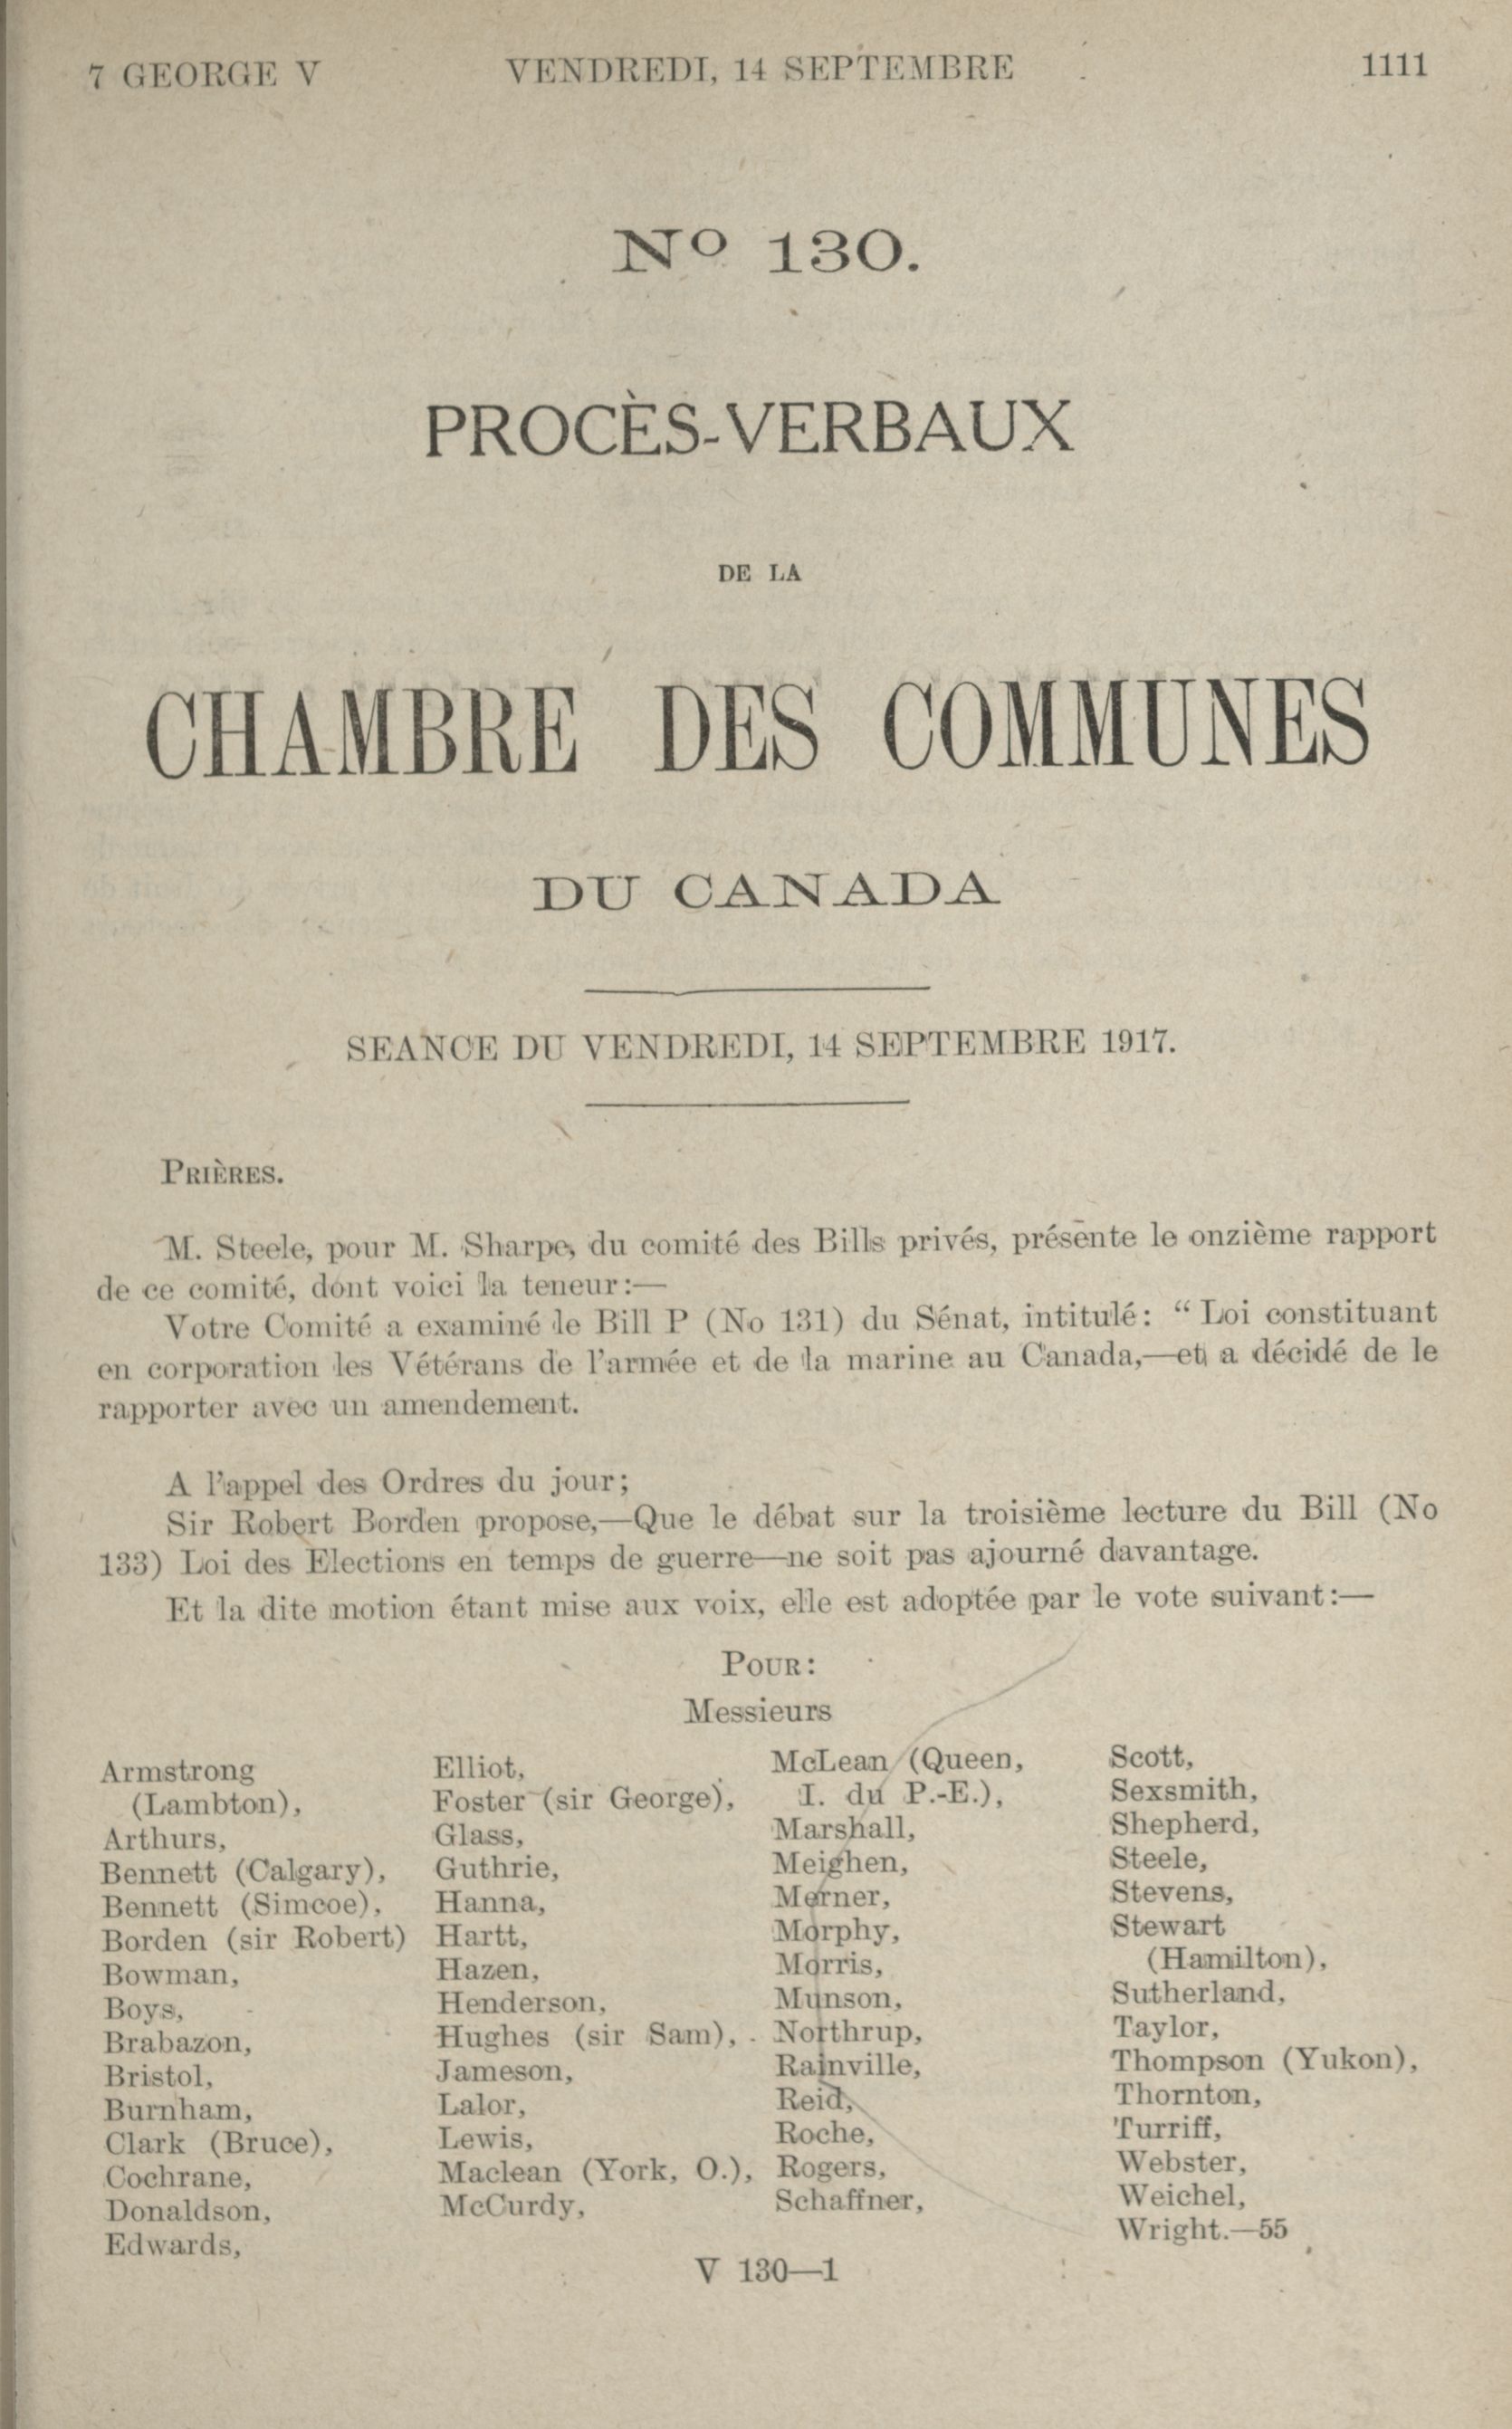 7 GEORGE V VENDREDI, 14 SEPTEMBRE 1111
No 130.
PROCÈS-VERBAUX
DE LA
CHAMBRE DES COMMUNES
DU CANADA
SEANCE DU VENDREDI, 14 SEPTEMBRE 1917.
PRIÈRES.
M. Steele, pour M. Sharpe, du comité des Bills privés, présente le onzième rapport
de ce comité, dont voici la teneur:—
Votre Comité a examiné le Bill P (No 131) du Sénat, intitulé: “Loi constituant
en corporation les Vétérans de l’armée et de la marine au Canada,—et a décidé de le
rapporter avec un amendement.
A l’appel des Ordres du jour;
Sir Robert Borden propose,—Que le débat sur la troisième lecture du Bill (No
133) Loi des Elections en temps de guerre—ne soit pas ajourné davantage.
Et la dite motion étant mise aux voix, elle est adoptée par le vote suivant:—
POUR:
Messieurs
Armstrong
(Lambton),
Arthurs,
Bennett (Calgary),
Bennett (Simcoe),
Borden (sir Robert)
Bowman,
Boys,
Brabazon,
Bristol,
Burnham,
Clark (Bruce),
Cochrane,
Donaldson,
Edwards,
Elliot,
Foster (sir George),
Glass,
Guthrie,
Hanna,
Hartt,
Hazen,
Henderson,
Hughes (sir Sam),
Jameson,
Lalor,
Lewis,
Maclean (York, O.),
McCurdy,
McLean (Queen,
I. du P.-E.),
Marshall,
Meighen,
Merner,
Morphy,
Morris,
Munson,
Northrup,
Rainville,
Reid,
Roche,
Rogers,
Schaffner,
Scott,
Sexsmith,
Shepherd,
Steele,
Stevens,
Stewart
(Hamilton),
Sutherland,
Taylor,
Thompson (Yukon),
Thornton,
Turriff,
Webster,
Weichel,
Wright.—55
V 130—1